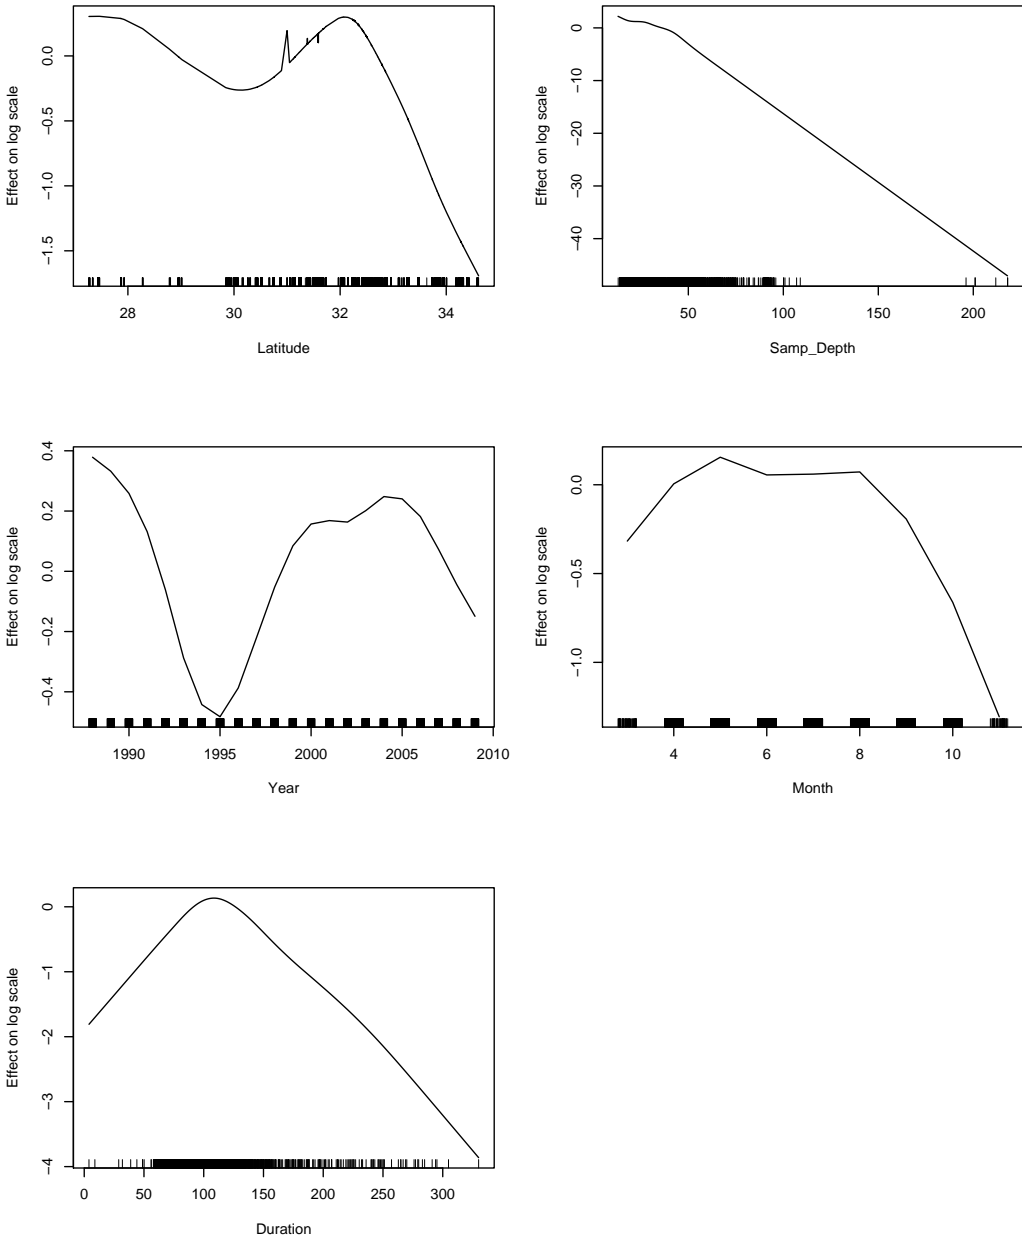 Effect on log scale
0.0
−0.5
−1.0
−1.5
28 30 32 34
Latitude
Effect on log scale
0
−10
−20
−30
−40
50 100 150 200
Samp_Depth
Effect on log scale
0.4
0.2
0.0
−0.2
−0.4
1990 1995 2000 2005 2010
Year
Effect on log scale
0.0
−0.5
−1.0
4 6 8 10
Month
Effect on log scale
0
−1
−2
−3
−4
0 50 100 150 200 250 300
Duration